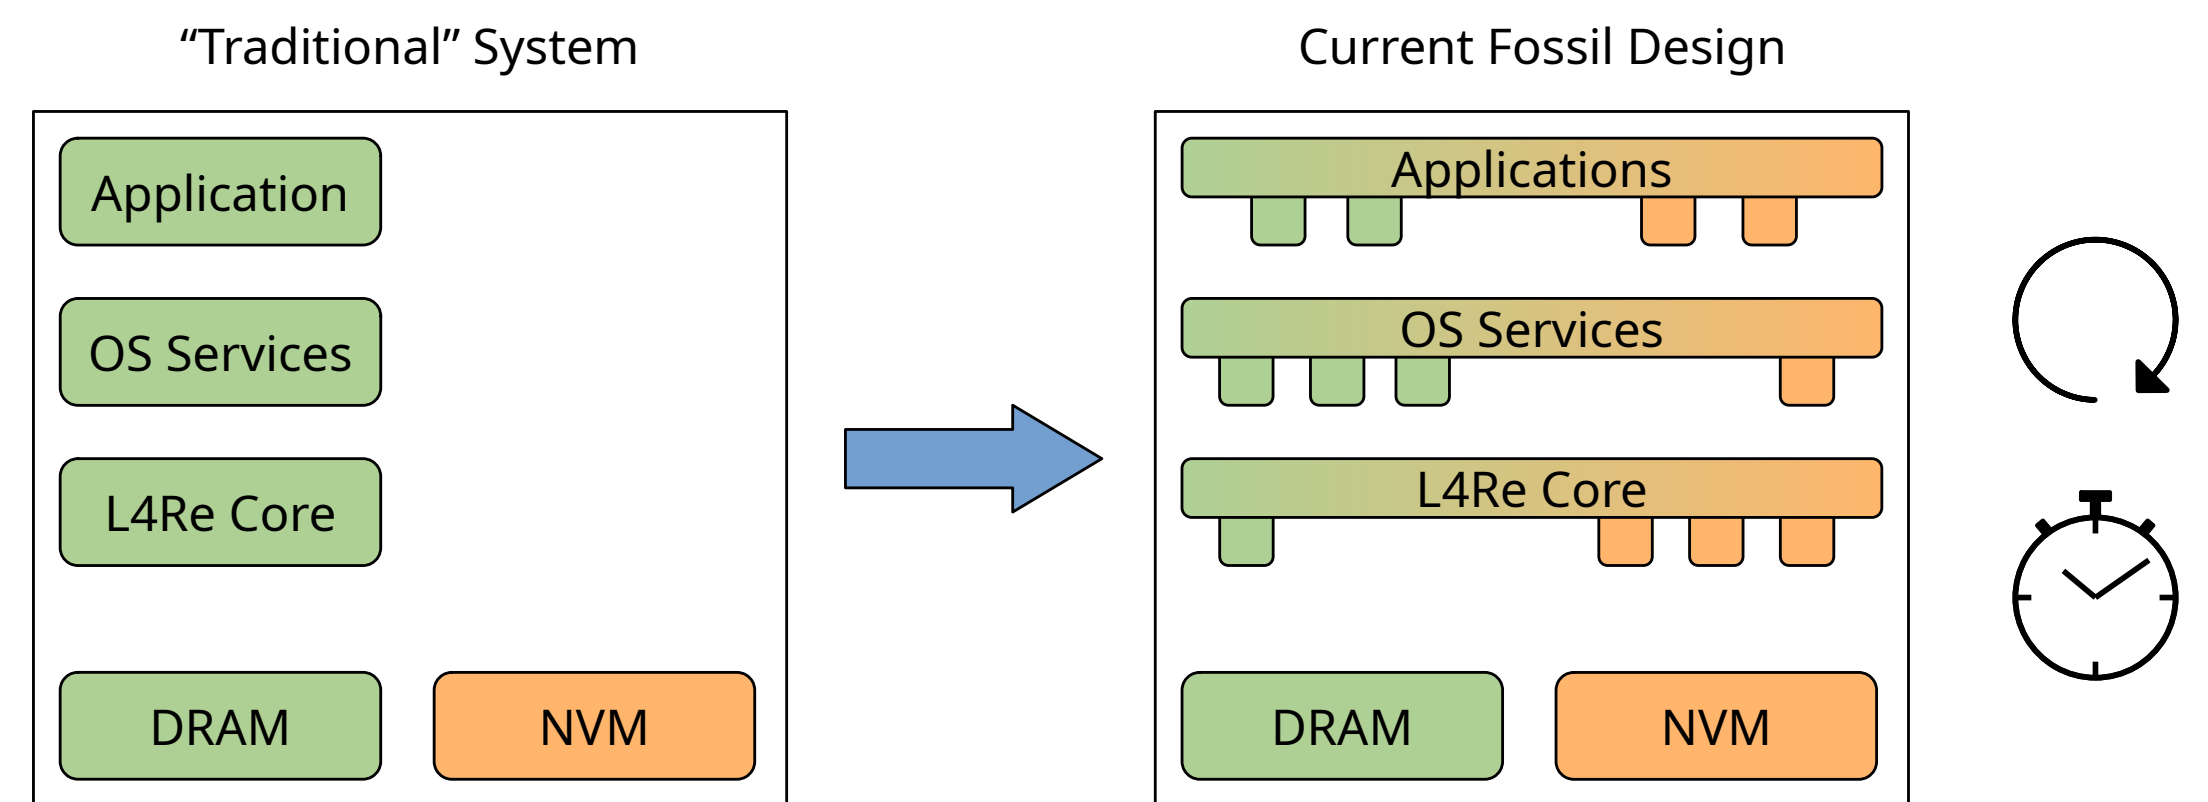 “Traditional” System
Application
OS Services
L4Re Core
DRAM
NVM
Current Fossil Design
Applications
OS Services
L4Re Core
DRAM
NVM